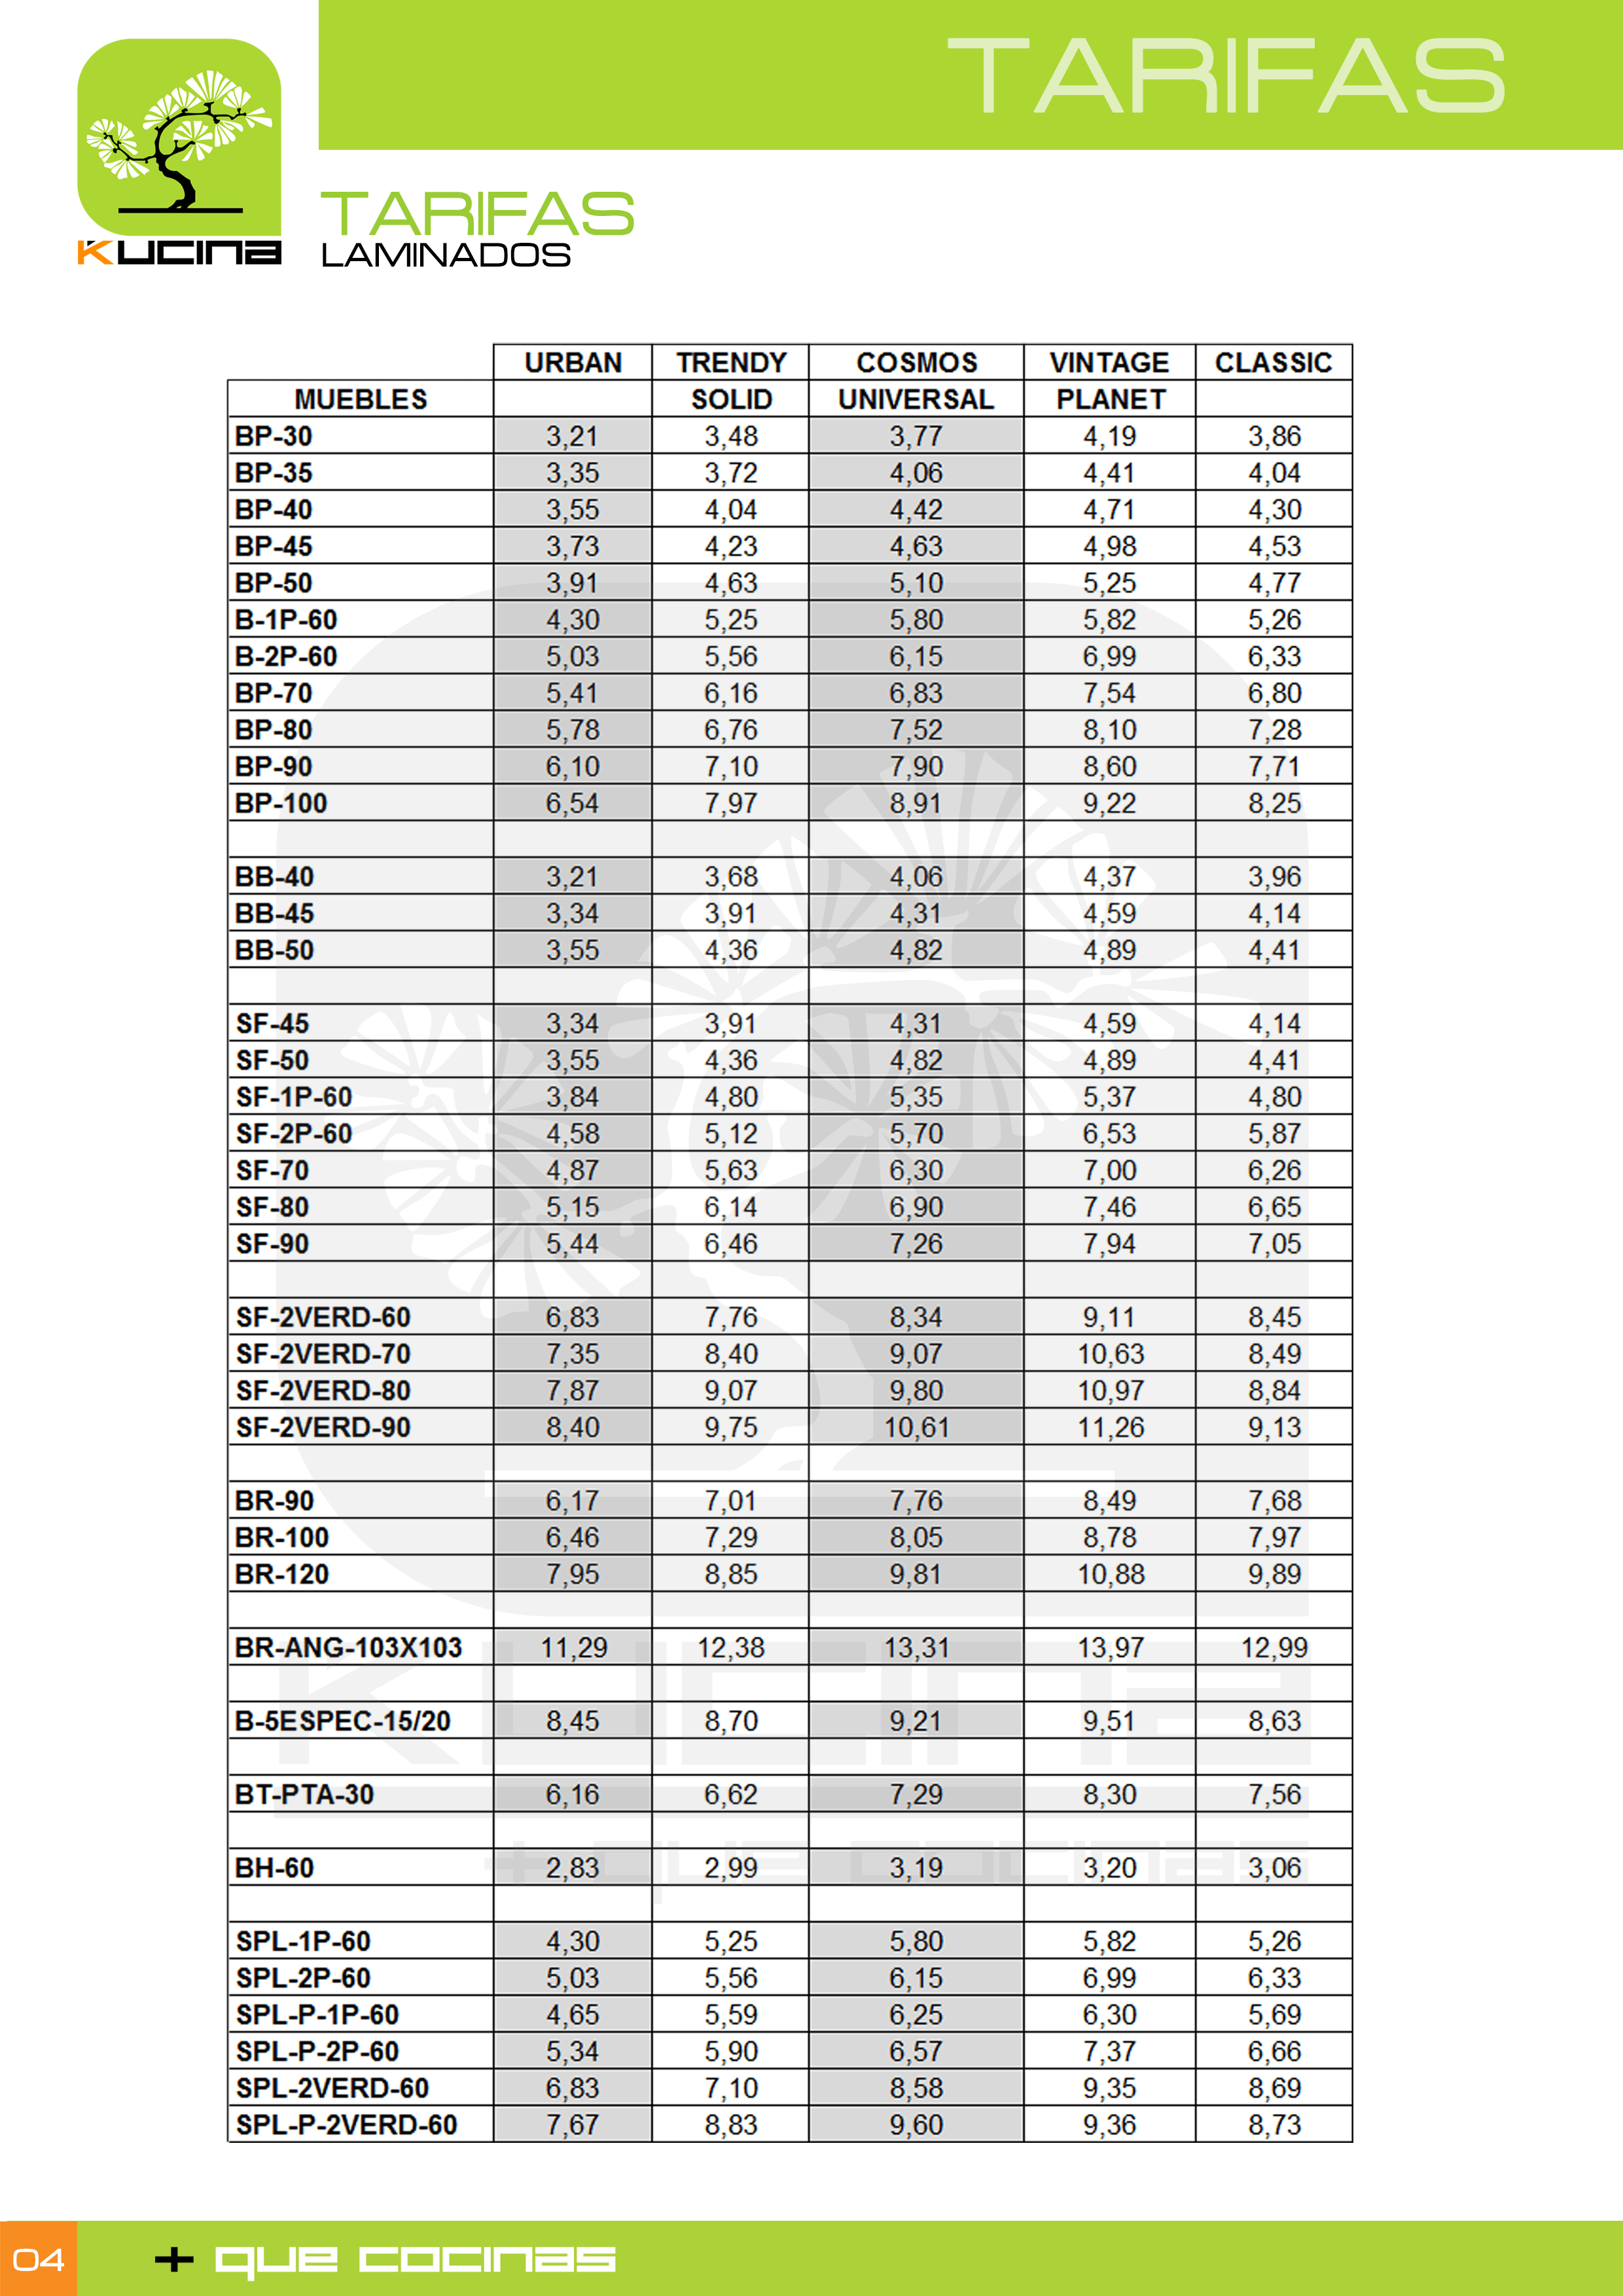 TARIFAS
KUCINA
TARIFAS
LAMINADOS
URBAN TRENDY COSMOS VINTAGE CLASSIC
MUEBLES SOLID UNIVERSAL PLANET
BP-30 3,21 3,48 3,77 4,19 3,86
BP-35 3,35 3,72 4,06 4,41 4,04
BP-40 3,55 4,04 4,42 4,71 4,30
BP-45 3,73 4,23 4,63 4,98 4,53
BP-50 3,91 4,63 5,10 5,25 4,77
B-1P-60 4,30 5,25 5,80 5,82 5,26
B-2P-60 5,03 5,56 6,15 6,99 6,33
BP-70 5,41 6,16 6,83 7,54 6,80
BP-80 5,78 6,76 7,52 8,10 7,28
BP-90 6,10 7,10 7,90 8,60 7,71
BP-100 6,54 7,97 8,91 9,22 8,25
BB-40 3,21 3,68 4,06 4,37 3,96
BB-45 3,34 3,91 4,31 4,59 4,14
BB-50 3,55 4,36 4,82 4,89 4,41
SF-45 3,34 3,91 4,31 4,59 4,14
SF-50 3,55 4,36 4,82 4,89 4,41
SF-1P-60 3,84 4,80 5,35 5,37 4,80
SF-2P-60 4,58 5,12 5,70 6,53 5,87
SF-70 4,87 5,63 6,30 7,00 6,26
SF-80 5,15 6,14 6,90 7,46 6,65
SF-90 5,44 6,46 7,26 7,94 7,05
SF-2VERD-60 6,83 7,76 8,34 9,11 8,45
SF-2VERD-70 7,35 8,40 9,07 10,63 8,49
SF-2VERD-80 7,87 9,07 9,80 10,97 8,84
SF-2VERD-90 8,40 9,75 10,61 11,26 9,13
BR-90 6,17 7,01 7,76 8,49 7,68
BR-100 6,46 7,29 8,05 8,78 7,97
BR-120 7,95 8,85 9,81 10,88 9,89
BR-ANG-103X103 11,29 12,38 13,31 13,97 12,99
KUCINA
B-5ESPEC-15/20 8,45 8,70 9,21 9,51 8,63
BT-PTA-30 6,16 6,62 7,29 8,30 7,56
BH-60 2,83 2,99 3,19 3,20 3,06
+ que cocinas
SPL-1P-60 4,30 5,25 5,80 5,82 5,26
SPL-2P-60 5,03 5,56 6,15 6,99 6,33
SPL-P-1P-60 4,65 5,59 6,25 6,30 5,69
SPL-P-2P-60 5,34 5,90 6,57 7,37 6,66
SPL-2VERD-60 6,83 7,10 8,58 9,35 8,69
SPL-P-2VERD-60 7,67 8,83 9,60 9,36 8,73
04 + que cocinas